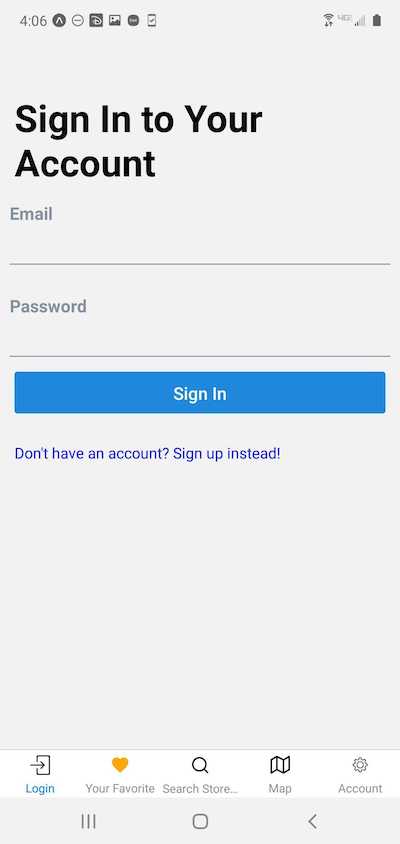 4:06
Sign In to Your
Account
Email
Password
Sign In
Don't have an account? Sign up instead!
Login Your Favorite Search Store... Map Account